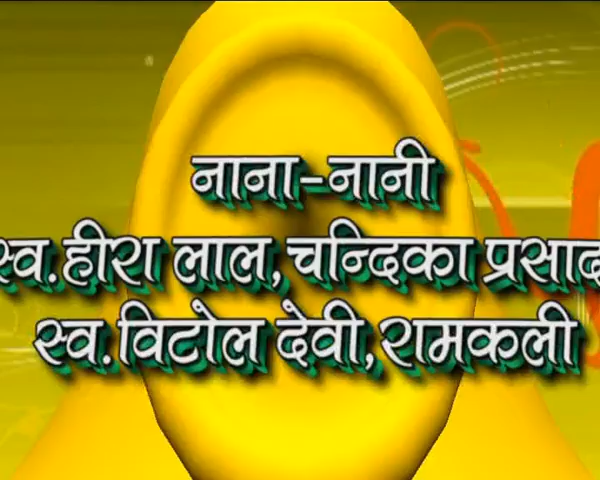 नाना-नानी
स्व.हीरा लाल,चन्दिका प्रसाद
स्व.विटोल देवी,रामकली